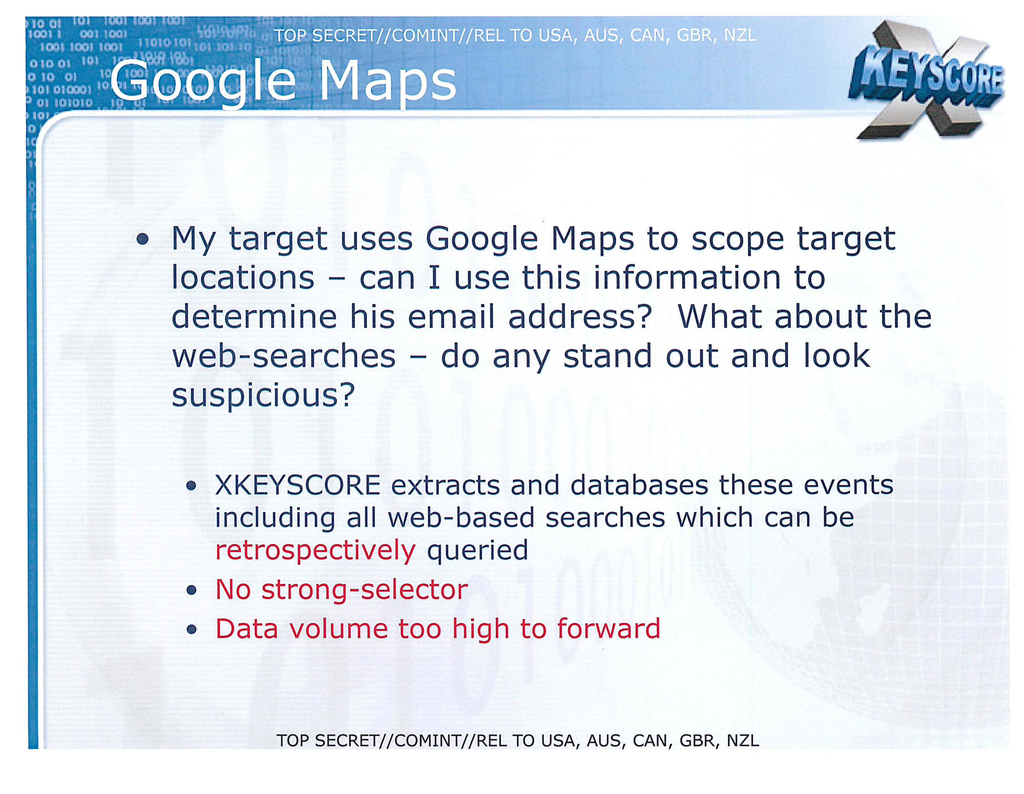 TOP SECRET//COMINT//REL TO USA, AUS, CAN, GBR, NZL
Google Maps
XKEYSCORE
• My target uses Google Maps to scope target
locations – can I use this information to
determine his email address? What about the
web-searches – do any stand out and look
suspicious?
• XKEYSCORE extracts and databases these events
including all web-based searches which can be
retrospectively queried
• No strong-selector
• Data volume too high to forward
TOP SECRET//COMINT//REL TO USA, AUS, CAN, GBR, NZL